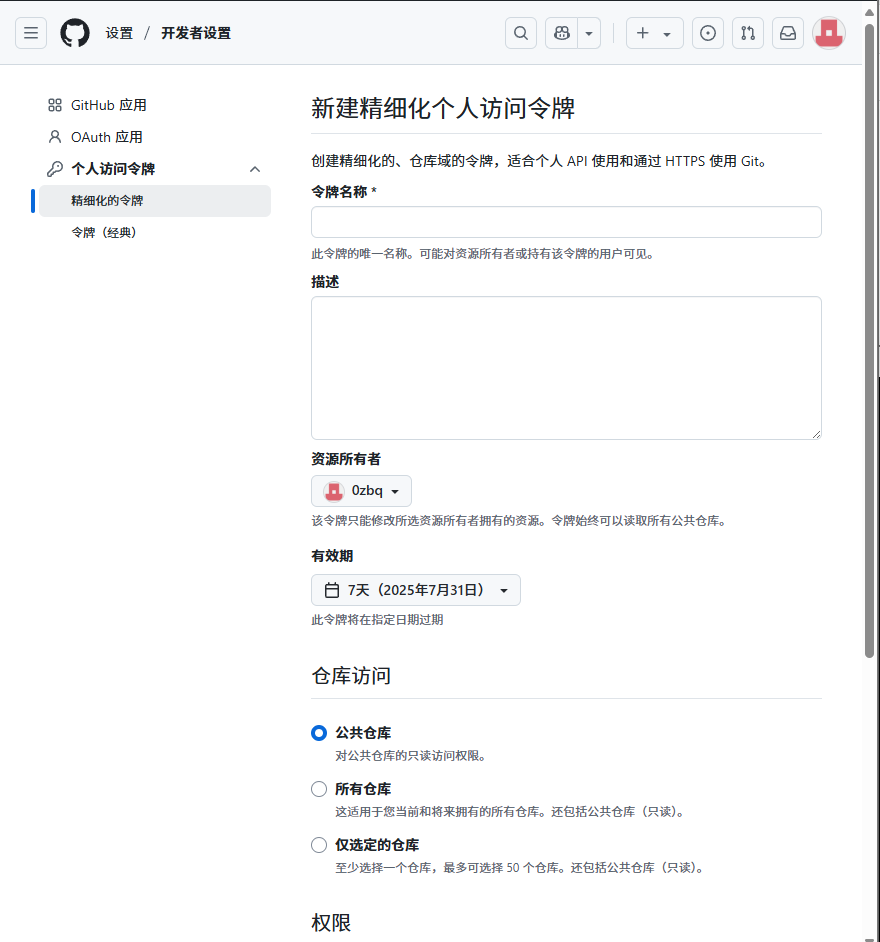 设置 / 开发者设置
GitHub 应用
OAuth 应用
个人访问令牌
精细化的令牌
令牌（经典）
新建精细化个人访问令牌
创建精细化的、仓库域的令牌，适合个人 API 使用和通过 HTTPS 使用 Git。
令牌名称 *
此令牌的唯一名称。可能对资源所有者或持有该令牌的用户可见。
描述
资源所有者
0zbq
该令牌只能修改所选资源所有者拥有的资源。令牌始终可以读取所有公共仓库。
有效期
7天（2025年7月31日）
此令牌将在指定日期过期
仓库访问
公共仓库
对公共仓库的只读访问权限。
所有仓库
这适用于您当前和将来拥有的所有仓库。还包括公共仓库（只读）。
仅选定的仓库
至少选择一个仓库，最多可选择 50 个仓库。还包括公共仓库（只读）。
权限